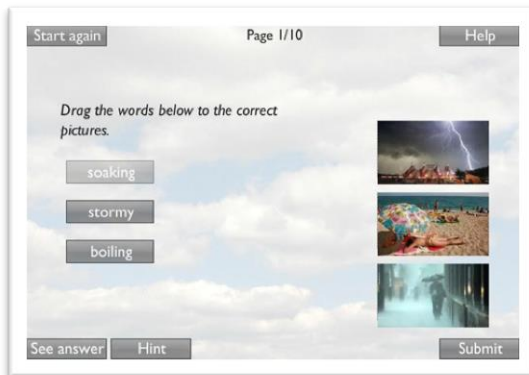 Start again
Page 1/10
Help
Drag the words below to the correct
pictures.
soaking
stormy
boiling
See answer
Hint
Submit